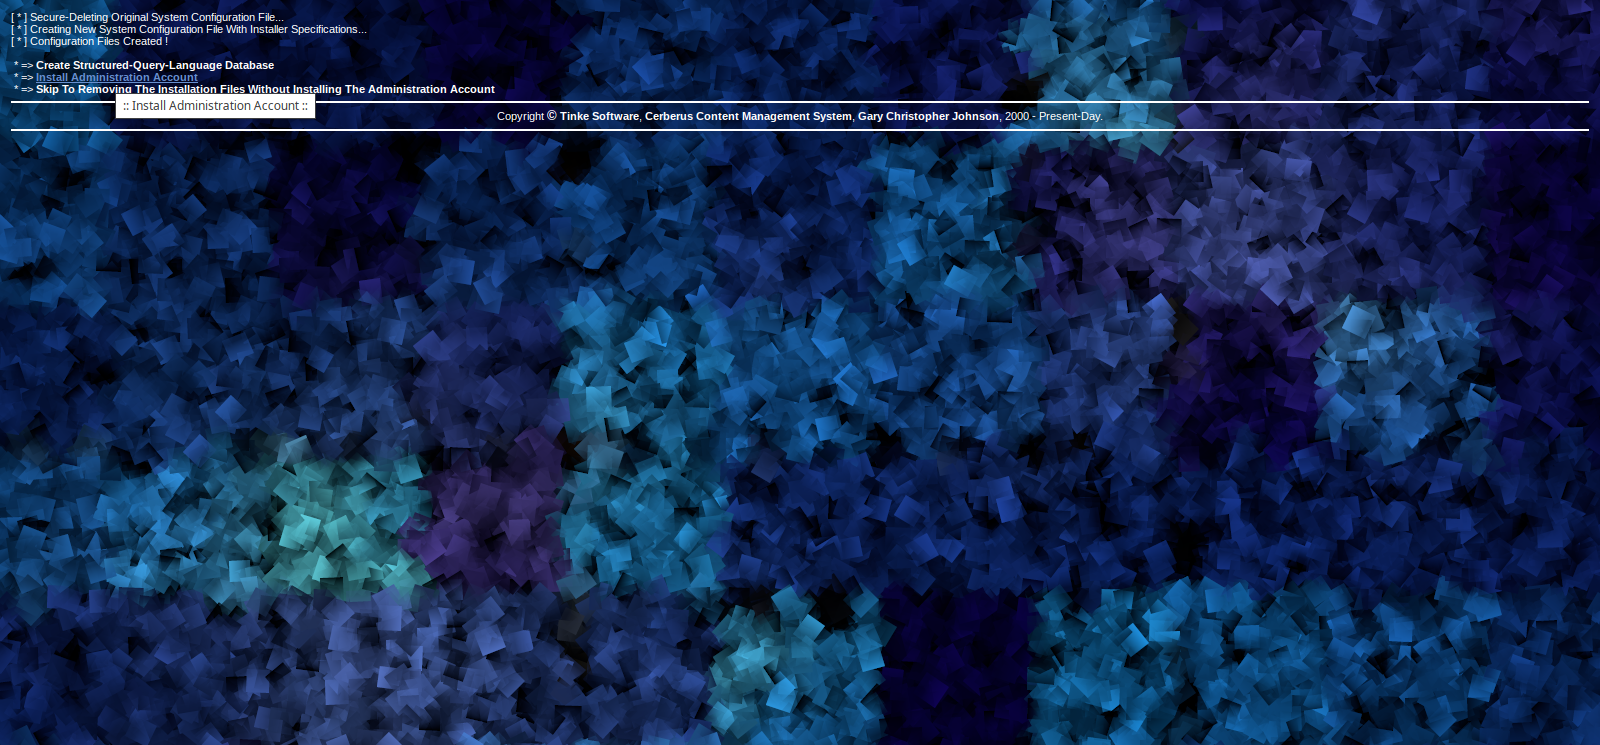 [ * ] Secure-Deleting Original System Configuration File...
[ * ] Creating New System Configuration File With Installer Specifications...
[ * ] Configuration Files Created !
* => Create Structured-Query-Language Database
* => Install Administration Account
* => Skip To Removing The Installation Files Without Installing The Administration Account
:: Install Administration Account ::
Copyright © Tinke Software, Cerberus Content Management System, Gary Christopher Johnson, 2000 - Present-Day.